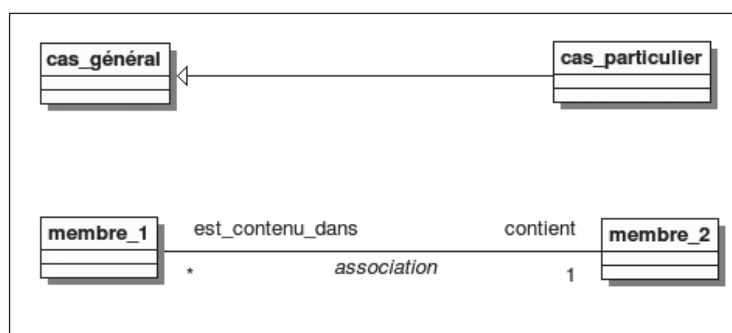 cas_général
cas_particulier
membre_1
est_contenu_dans
contient
membre_2
*
association
1